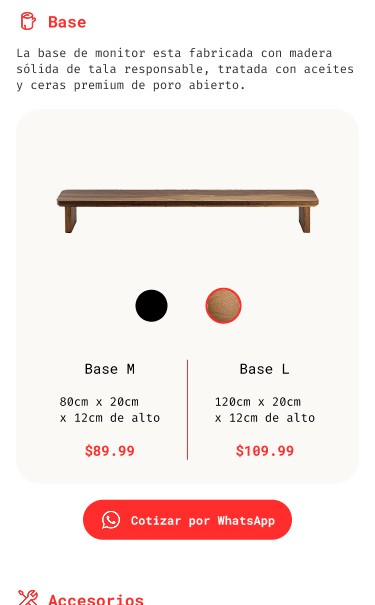 Base
La base de monitor esta fabricada con madera
sólida de tala responsable, tratada con aceites
y ceras premium de poro abierto.
Base M
80cm x 20cm
x 12cm de alto
$89.99
Base L
120cm x 20cm
x 12cm de alto
$109.99
Cotizar por WhatsApp
Accesorios